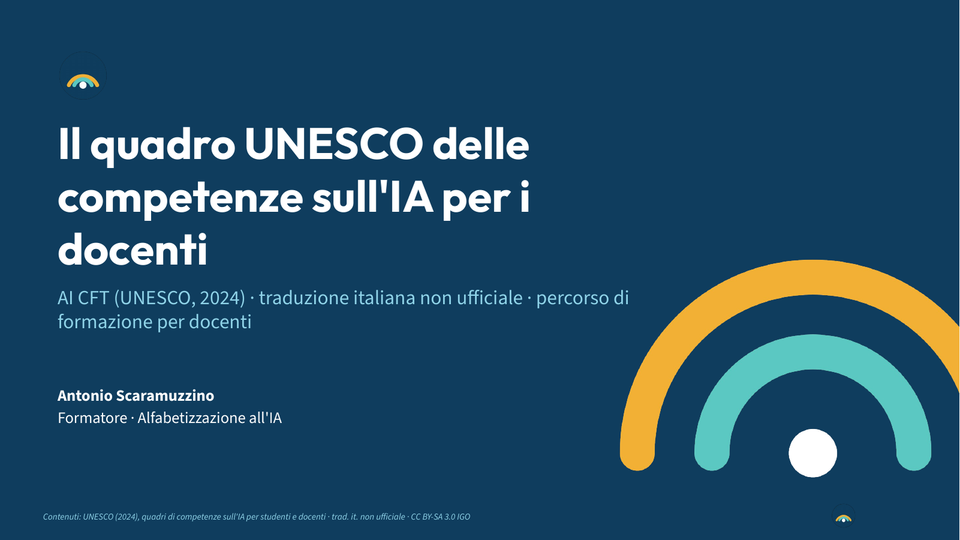 Il quadro UNESCO delle
competenze sull'IA per i
docenti
AI CFT (UNESCO, 2024) · traduzione italiana non ufficiale · percorso di
formazione per docenti
Antonio Scaramuzzino
Formatore · Alfabetizzazione all'IA
Contenuti: UNESCO (2024), quadri di competenze sull'IA per studenti e docenti · trad. it. non ufficiale · CC BY-SA 3.0 IGO